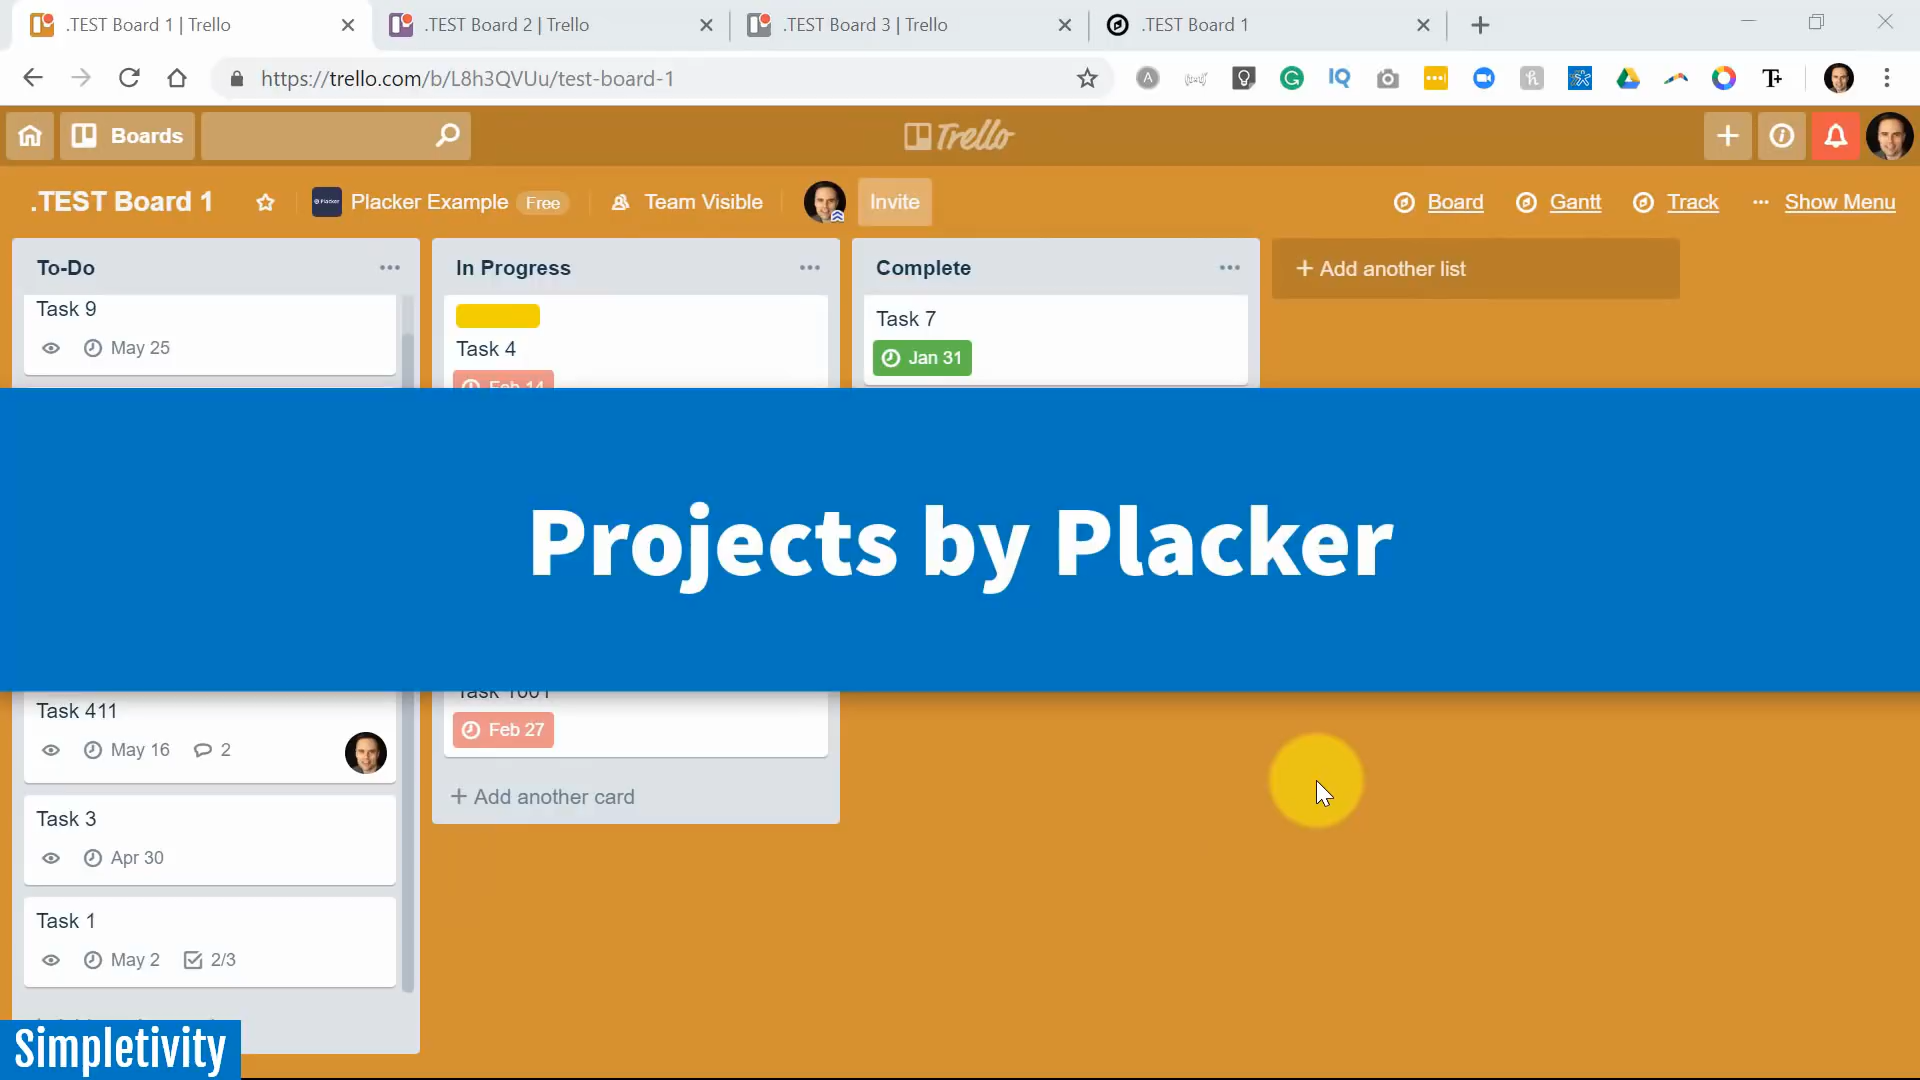 .TEST Board 1 | Trello
.TEST Board 2 | Trello
.TEST Board 3 | Trello
.TEST Board 1
https://trello.com/b/L8h3QVUu/test-board-1
Boards
Trello
.TEST Board 1
Placker Example Free
Team Visible
Invite
Board
Gantt
Track
Show Menu
To-Do
Task 9
May 25
In Progress
Task 4
Feb 14
Complete
Task 7
Jan 31
+ Add another list
Projects by Placker
Task 411
May 16 2
Task 3
Apr 30
Task 1
May 2 2/3
Task 1001
Feb 27
+ Add another card
Simpletivity